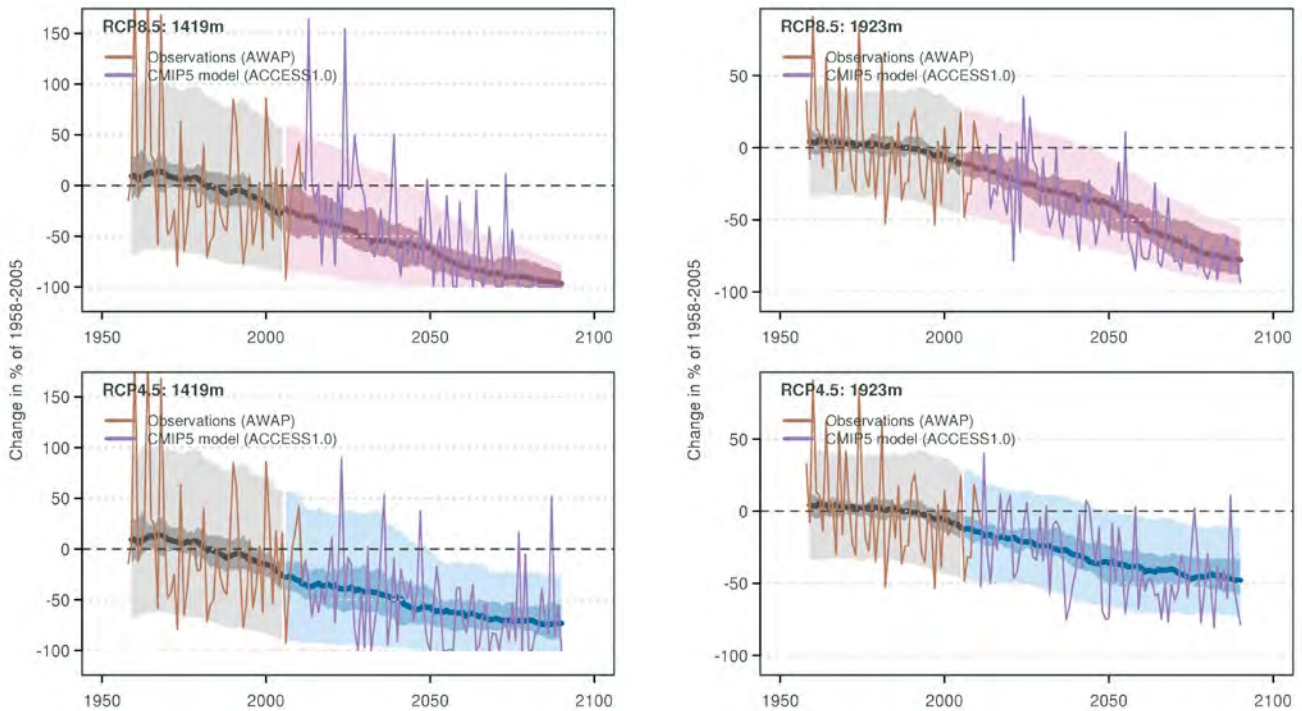 RCP8.5: 1419m
Observations (AWAP)
CMIP5 model (ACCESS1.0)
150
100
50
0
-50
-100
1950
2000
2050
2100
Change in % of 1958-2005
RCP8.5: 1923m
Observations (AWAP)
CMIP5 model (ACCESS1.0)
50
0
-50
-100
1950
2000
2050
2100
Change in % of 1958-2005
RCP4.5: 1419m
Observations (AWAP)
CMIP5 model (ACCESS1.0)
150
100
50
0
-50
-100
1950
2000
2050
2100
RCP4.5: 1923m
Observations (AWAP)
CMIP5 model (ACCESS1.0)
50
0
-50
-100
1950
2000
2050
2100